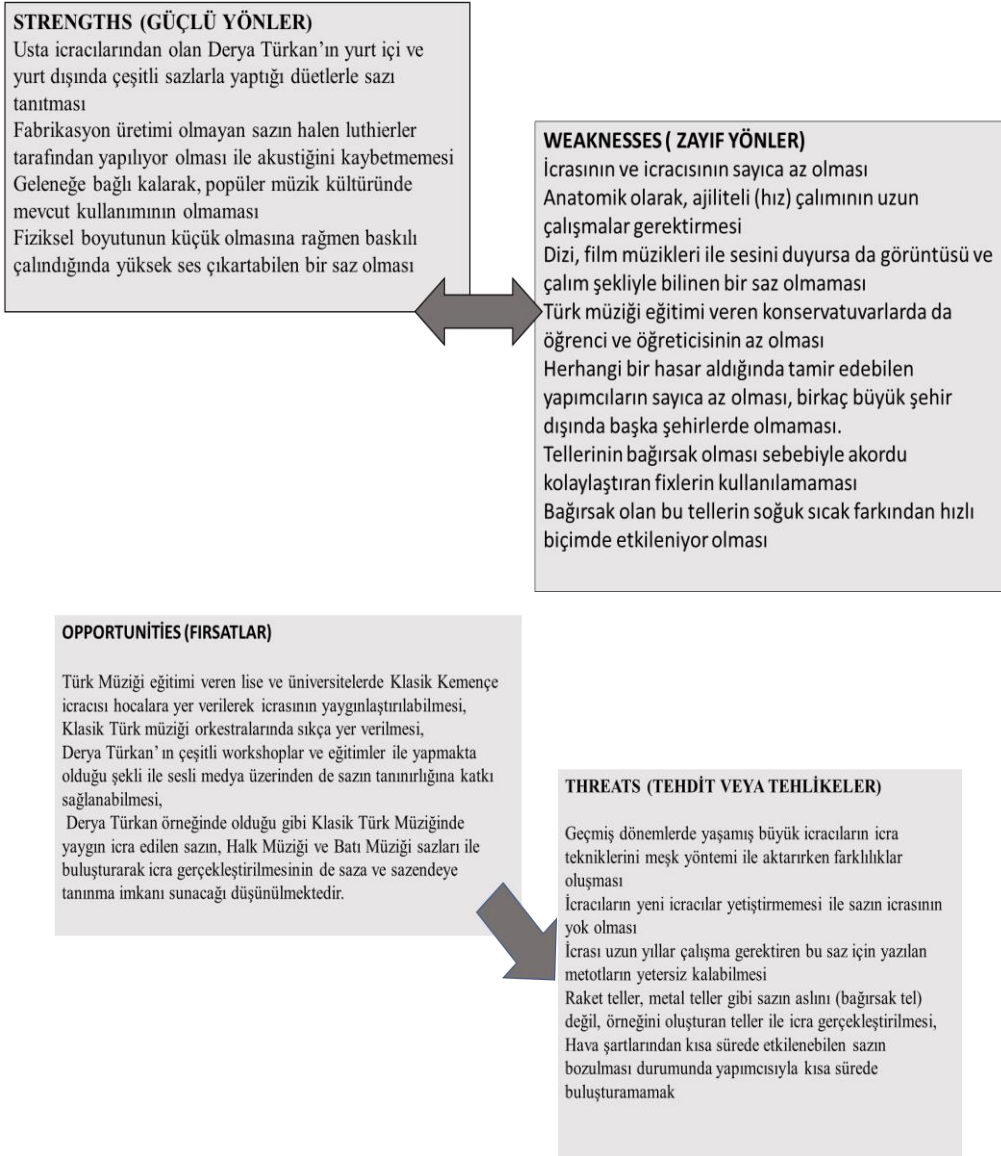 STRENGTHS (GÜÇLÜ YÖNLER)
Usta icracılarından olan Derya Türkan’ın yurt içi ve
yurt dışında çeşitli sazlarla yaptığı düetlerle sazı
tanıtması
Fabrikasyon üretimi olmayan sazın halen luthierler
tarafından yapılıyor olması ile akustiğini kaybetmemesi
Geleneğe bağlı kalarak, popüler müzik kültüründe
mevcut kullanımının olmaması
Fiziksel boyutunun küçük olmasına rağmen baskılı
çalındığında yüksek ses çıkartabilen bir saz olması
WEAKNESSES ( ZAYIF YÖNLER)
İcrasının ve icracısının sayıca az olması
Anatomik olarak, ajiliteli (hız) çalımının uzun
çalışmalar gerektirmesi
Dizi, film müzikleri ile sesini duyursa da görüntüsü ve
çalım şekliyle bilinen bir saz olmaması
Türk müziği eğitimi veren konservatuvarlarda da
öğrenci ve öğreticisinin az olması
Herhangi bir hasar aldığında tamir edebilen
yapımcıların sayıca az olması, birkaç büyük şehir
dışında başka şehirlerde olmaması.
Tellerinin bağırsak olması sebebiyle akordu
kolaylaştıran fixlerin kullanılamaması
Bağırsak olan bu tellerin soğuk sıcak farkından hızlı
biçimde etkileniyor olması
OPPORTUNİTİES (FIRSATLAR)
Türk Müziği eğitimi veren lise ve üniversitelerde Klasik Kemençe
icracısı hocalara yer verilerek icrasının yaygınlaştırılabilmesi,
Klasik Türk müziği orkestralarında sıkça yer verilmesi,
Derya Türkan’ ın çeşitli workshoplar ve eğitimler ile yapmakta
olduğu şekli ile sesli medya üzerinden de sazın tanınırlığına katkı
sağlanabilmesi,
Derya Türkan örneğinde olduğu gibi Klasik Türk Müziğinde
yaygın icra edilen sazın, Halk Müziği ve Batı Müziği sazları ile
buluşturarak icra gerçekleştirilmesinin de saza ve sazendeye
tanınma imkanı sunacağı düşünülmektedir.
THREATS (TEHDİT VEYA TEHLİKELER)
Geçmiş dönemlerde yaşamış büyük icracıların icra
tekniklerini meşk yöntemi ile aktarırken farklılıklar
oluşması
İcracıların yeni icracılar yetiştirmemesi ile sazın icrasının
yok olması
İcrası uzun yıllar çalışma gerektiren bu saz için yazılan
metotların yetersiz kalabilmesi
Raket teller, metal teller gibi sazın aslını (bağırsak tel)
değil, örneğini oluşturan teller ile icra gerçekleştirilmesi,
Hava şartlarından kısa sürede etkilenebilen sazın
bozulması durumunda yapımcısıyla kısa sürede
buluşturamamak